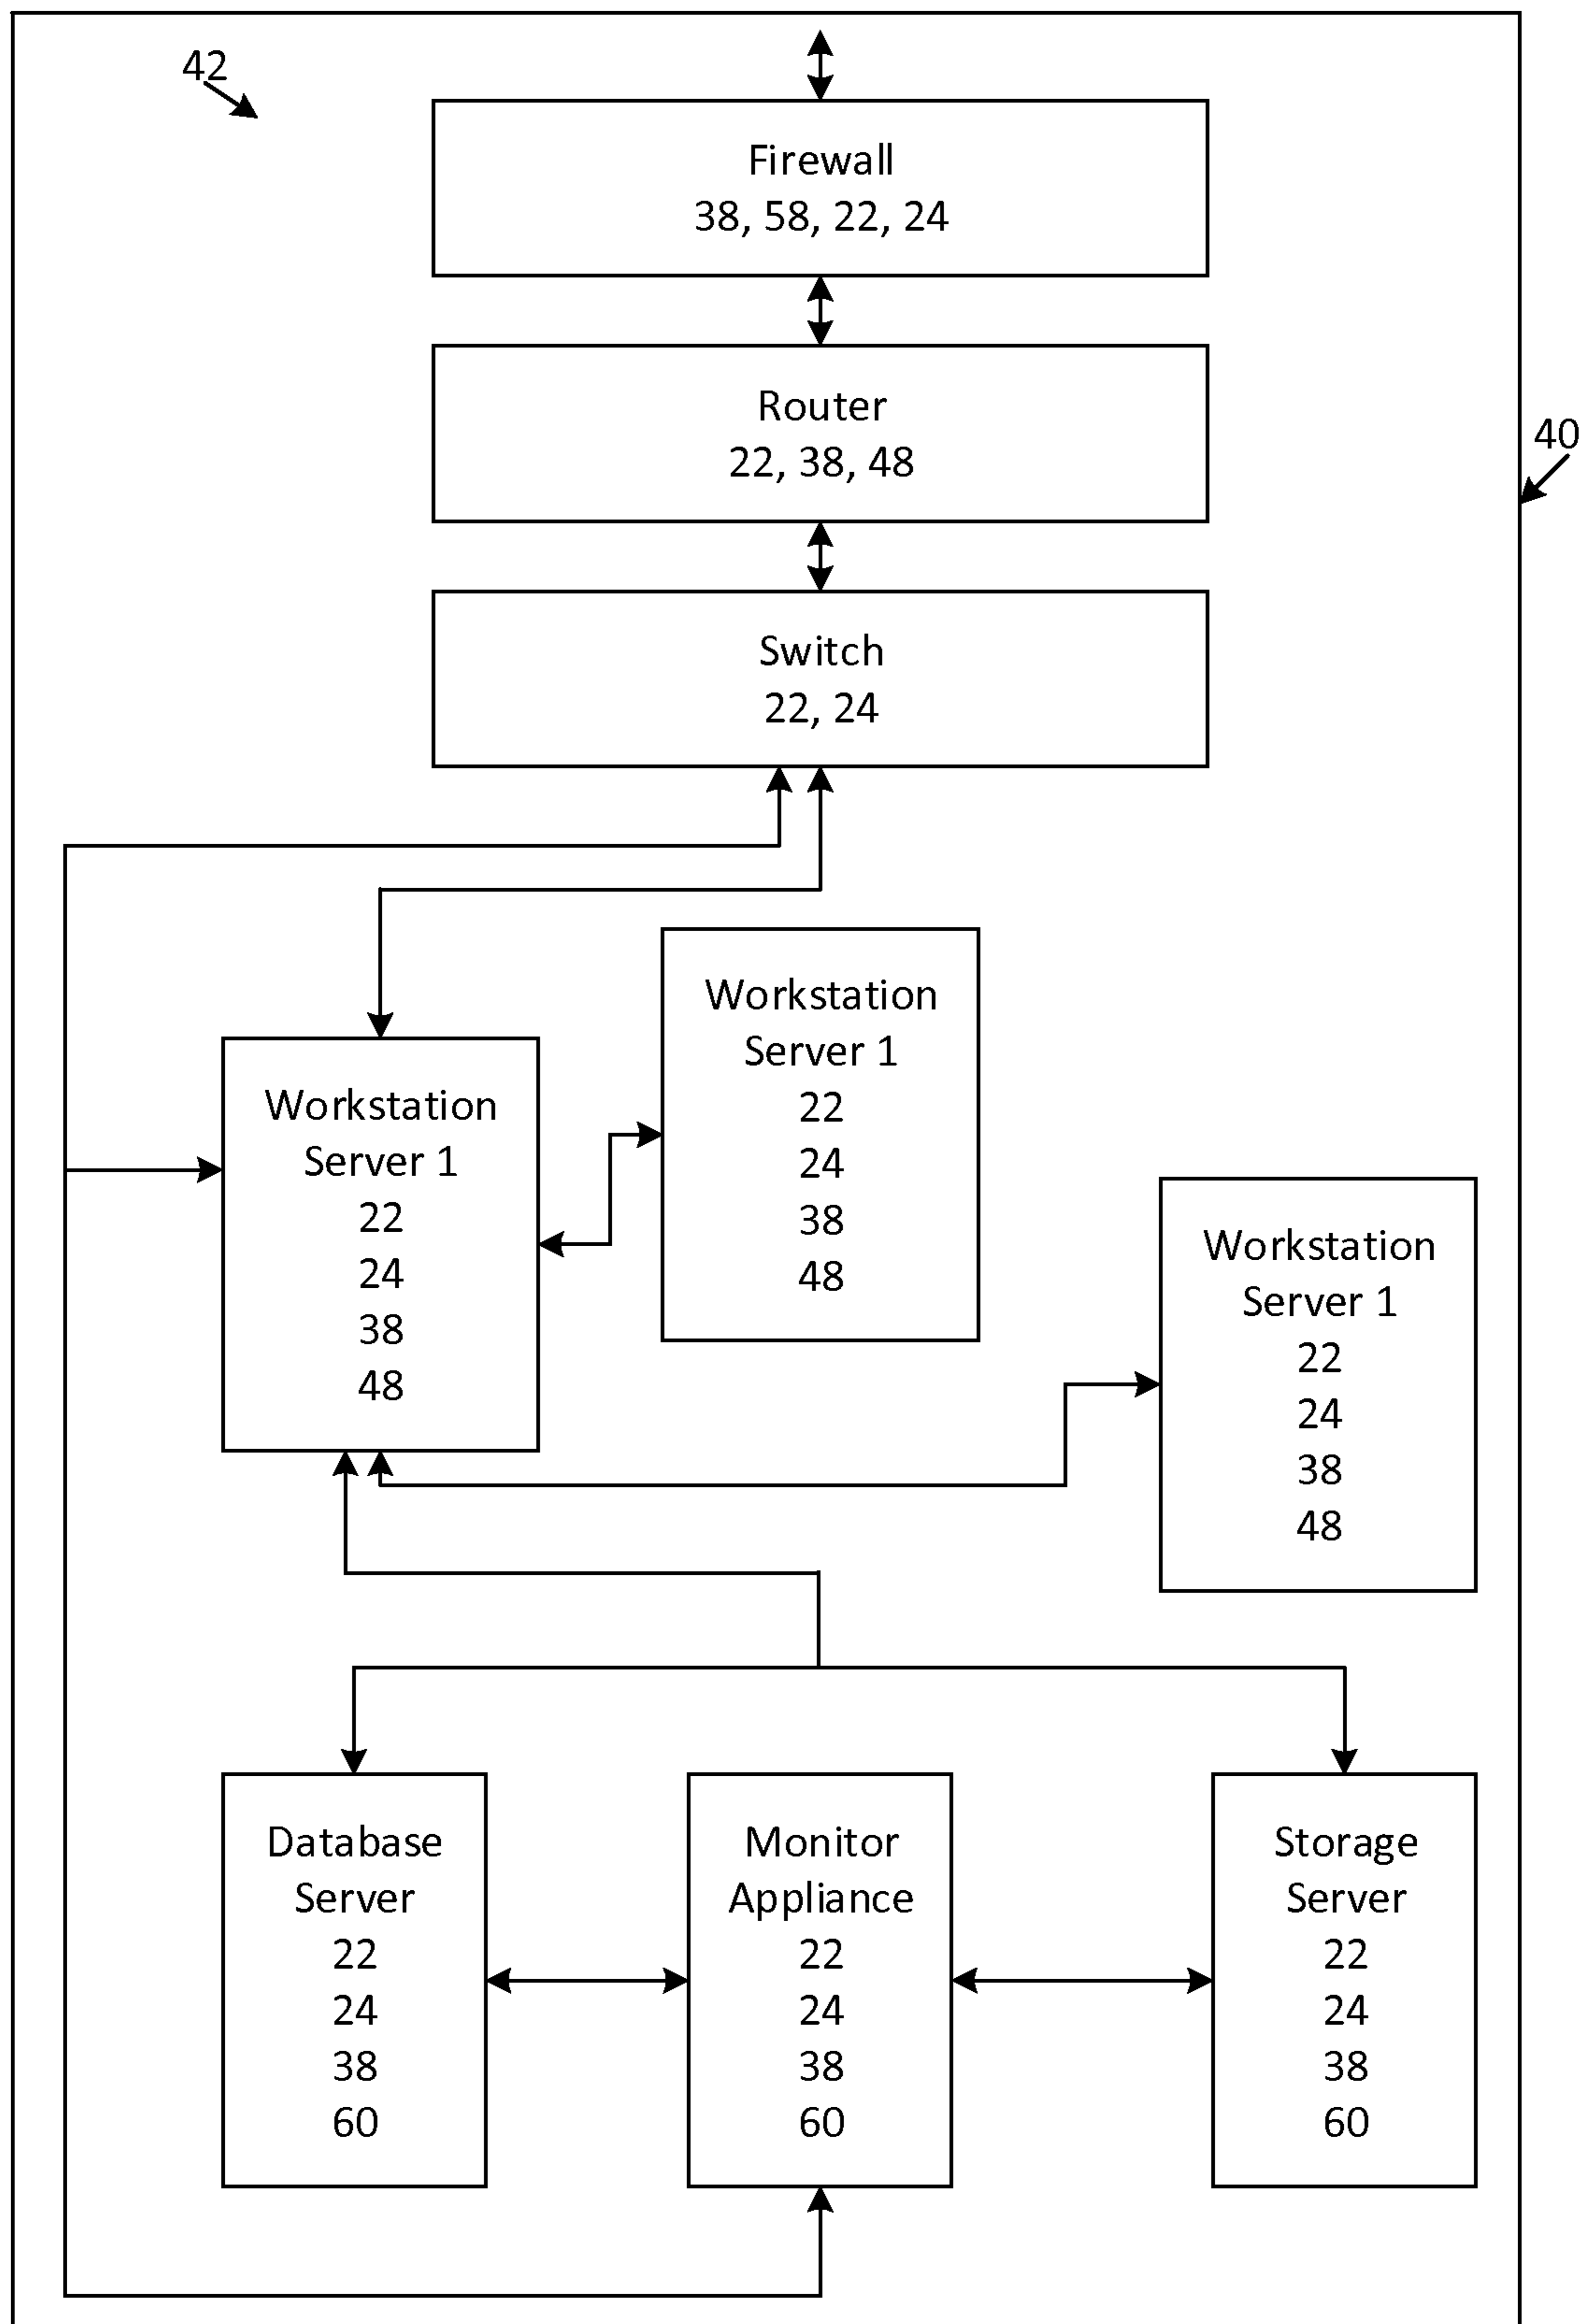 42
Firewall
38, 58, 22, 24
Router
22, 38, 48
40
Switch
22, 24
Workstation
Server 1
22
24
38
48
Workstation
Server 1
22
24
38
48
Workstation
Server 1
22
24
38
48
Database
Server
22
24
38
60
Monitor
Appliance
22
24
38
60
Storage
Server
22
24
38
60